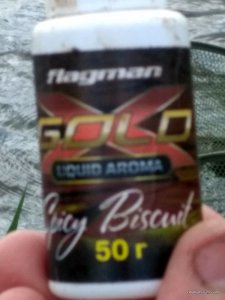 flagman
GOLD
LIQUID AROMA
Spicy Biscuit
50 г